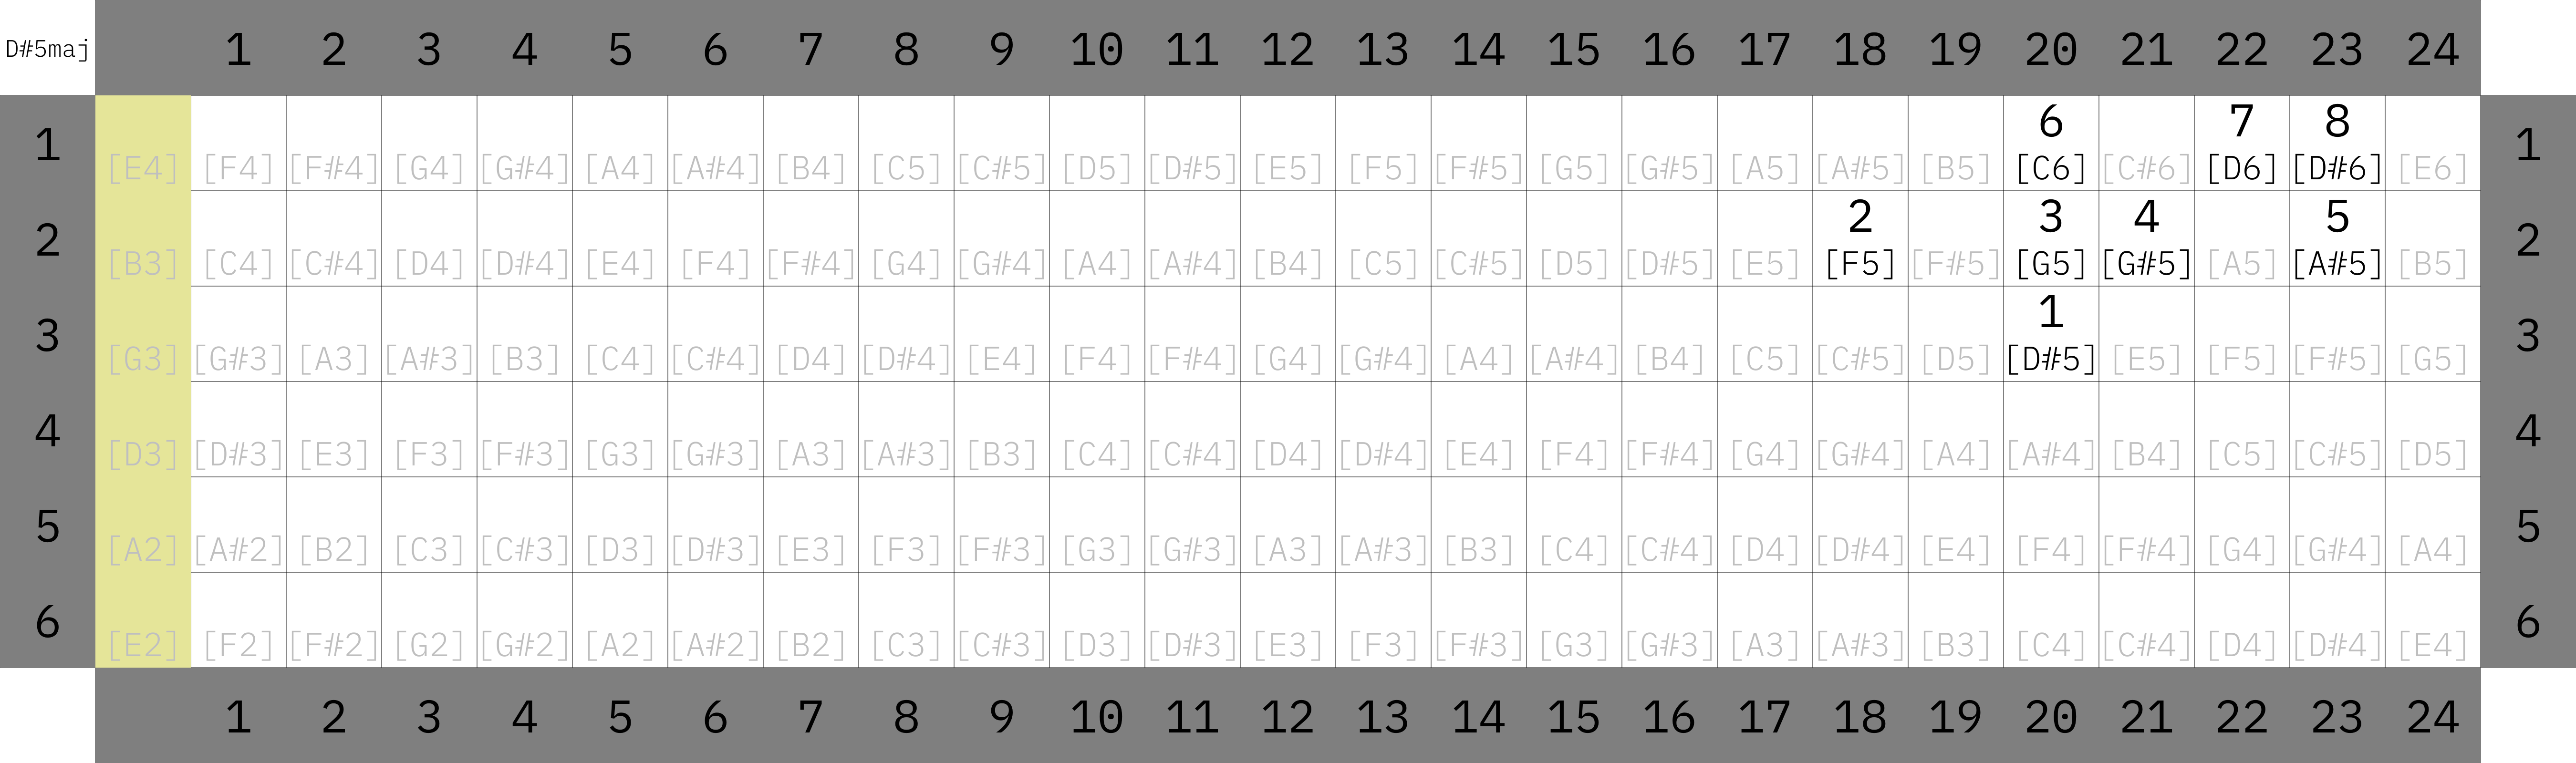 D#5maj 1 2 3 4 5 6 7 8 9 10 11 12 13 14 15 16 17 18 19 20 21 22 23 24
6 7 8
1 [E4] [F4] [F#4] [G4] [G#4] [A4] [A#4] [B4] [C5] [C#5] [D5] [D#5] [E5] [F5] [F#5] [G5] [G#5] [A5] [A#5] [B5] [C6] [C#6] [D6] [D#6] [E6] 1
2 3 4 5
2 [B3] [C4] [C#4] [D4] [D#4] [E4] [F4] [F#4] [G4] [G#4] [A4] [A#4] [B4] [C5] [C#5] [D5] [D#5] [E5] [F5] [F#5] [G5] [G#5] [A5] [A#5] [B5] 2
1
3 [G3] [G#3] [A3] [A#3] [B3] [C4] [C#4] [D4] [D#4] [E4] [F4] [F#4] [G4] [G#4] [A4] [A#4] [B4] [C5] [C#5] [D5] [D#5] [E5] [F5] [F#5] [G5] 3
4 [D3] [D#3] [E3] [F3] [F#3] [G3] [G#3] [A3] [A#3] [B3] [C4] [C#4] [D4] [D#4] [E4] [F4] [F#4] [G4] [G#4] [A4] [A#4] [B4] [C5] [C#5] [D5] 4
5 [A2] [A#2] [B2] [C3] [C#3] [D3] [D#3] [E3] [F3] [F#3] [G3] [G#3] [A3] [A#3] [B3] [C4] [C#4] [D4] [D#4] [E4] [F4] [F#4] [G4] [G#4] [A4] 5
6 [E2] [F2] [F#2] [G2] [G#2] [A2] [A#2] [B2] [C3] [C#3] [D3] [D#3] [E3] [F3] [F#3] [G3] [G#3] [A3] [A#3] [B3] [C4] [C#4] [D4] [D#4] [E4] 6
1 2 3 4 5 6 7 8 9 10 11 12 13 14 15 16 17 18 19 20 21 22 23 24